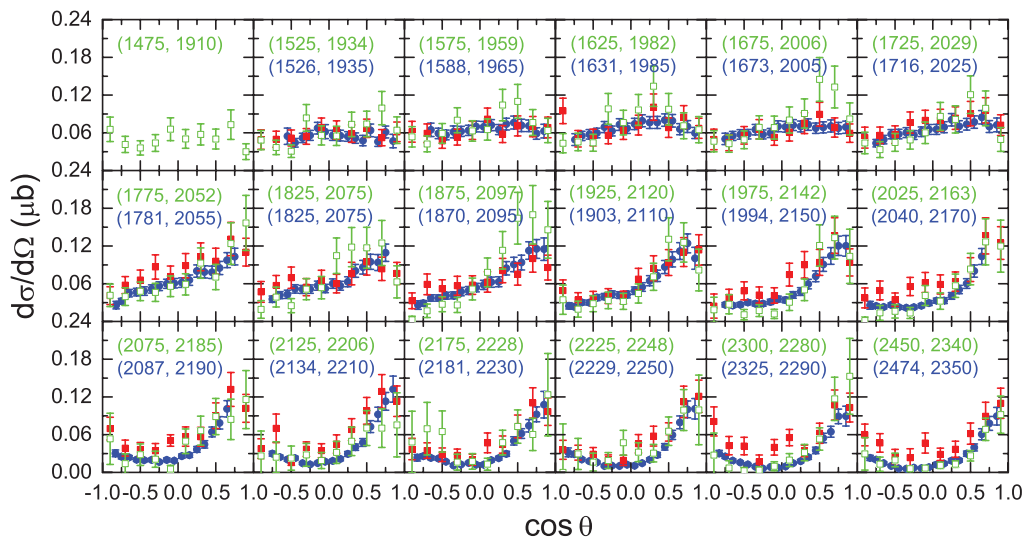 0.24
(1475, 1910) (1525, 1934) (1575, 1959) (1625, 1982) (1675, 2006) (1725, 2029)
(1526, 1935) (1588, 1965) (1631, 1985) (1673, 2005) (1716, 2025)
0.18
0.12
0.06
0.24
(1775, 2052) (1825, 2075) (1875, 2097) (1925, 2120) (1975, 2142) (2025, 2163)
(1781, 2055) (1825, 2075) (1870, 2095) (1903, 2110) (1994, 2150) (2040, 2170)
0.18
dσ/dΩ (μb)
0.12
0.06
0.24
(2075, 2185) (2125, 2206) (2175, 2228) (2225, 2248) (2300, 2280) (2450, 2340)
(2087, 2190) (2134, 2210) (2181, 2230) (2229, 2250) (2325, 2290) (2474, 2350)
0.18
0.12
0.06
0.00
-1.0 -0.5 0.0 0.5 1.0 -0.5 0.0 0.5 1.0 -0.5 0.0 0.5 1.0 -0.5 0.0 0.5 1.0 -0.5 0.0 0.5 1.0 -0.5 0.0 0.5 1.0
cos θ